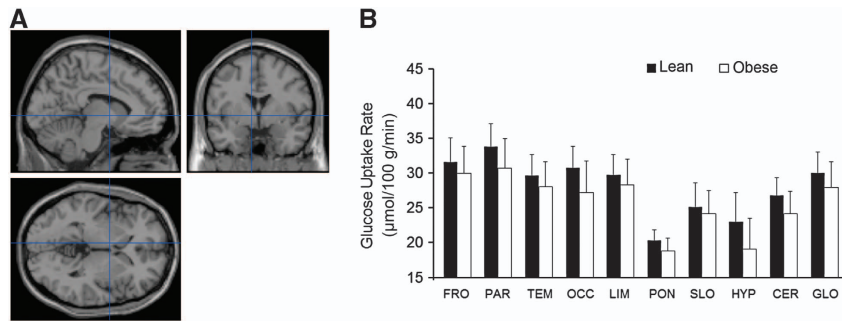 A
B
Lean
Obese
Glucose Uptake Rate
(µmol/100 g/min)
45
40
35
30
25
20
15
FRO PAR TEM OCC LIM PON SLO HYP CER GLO